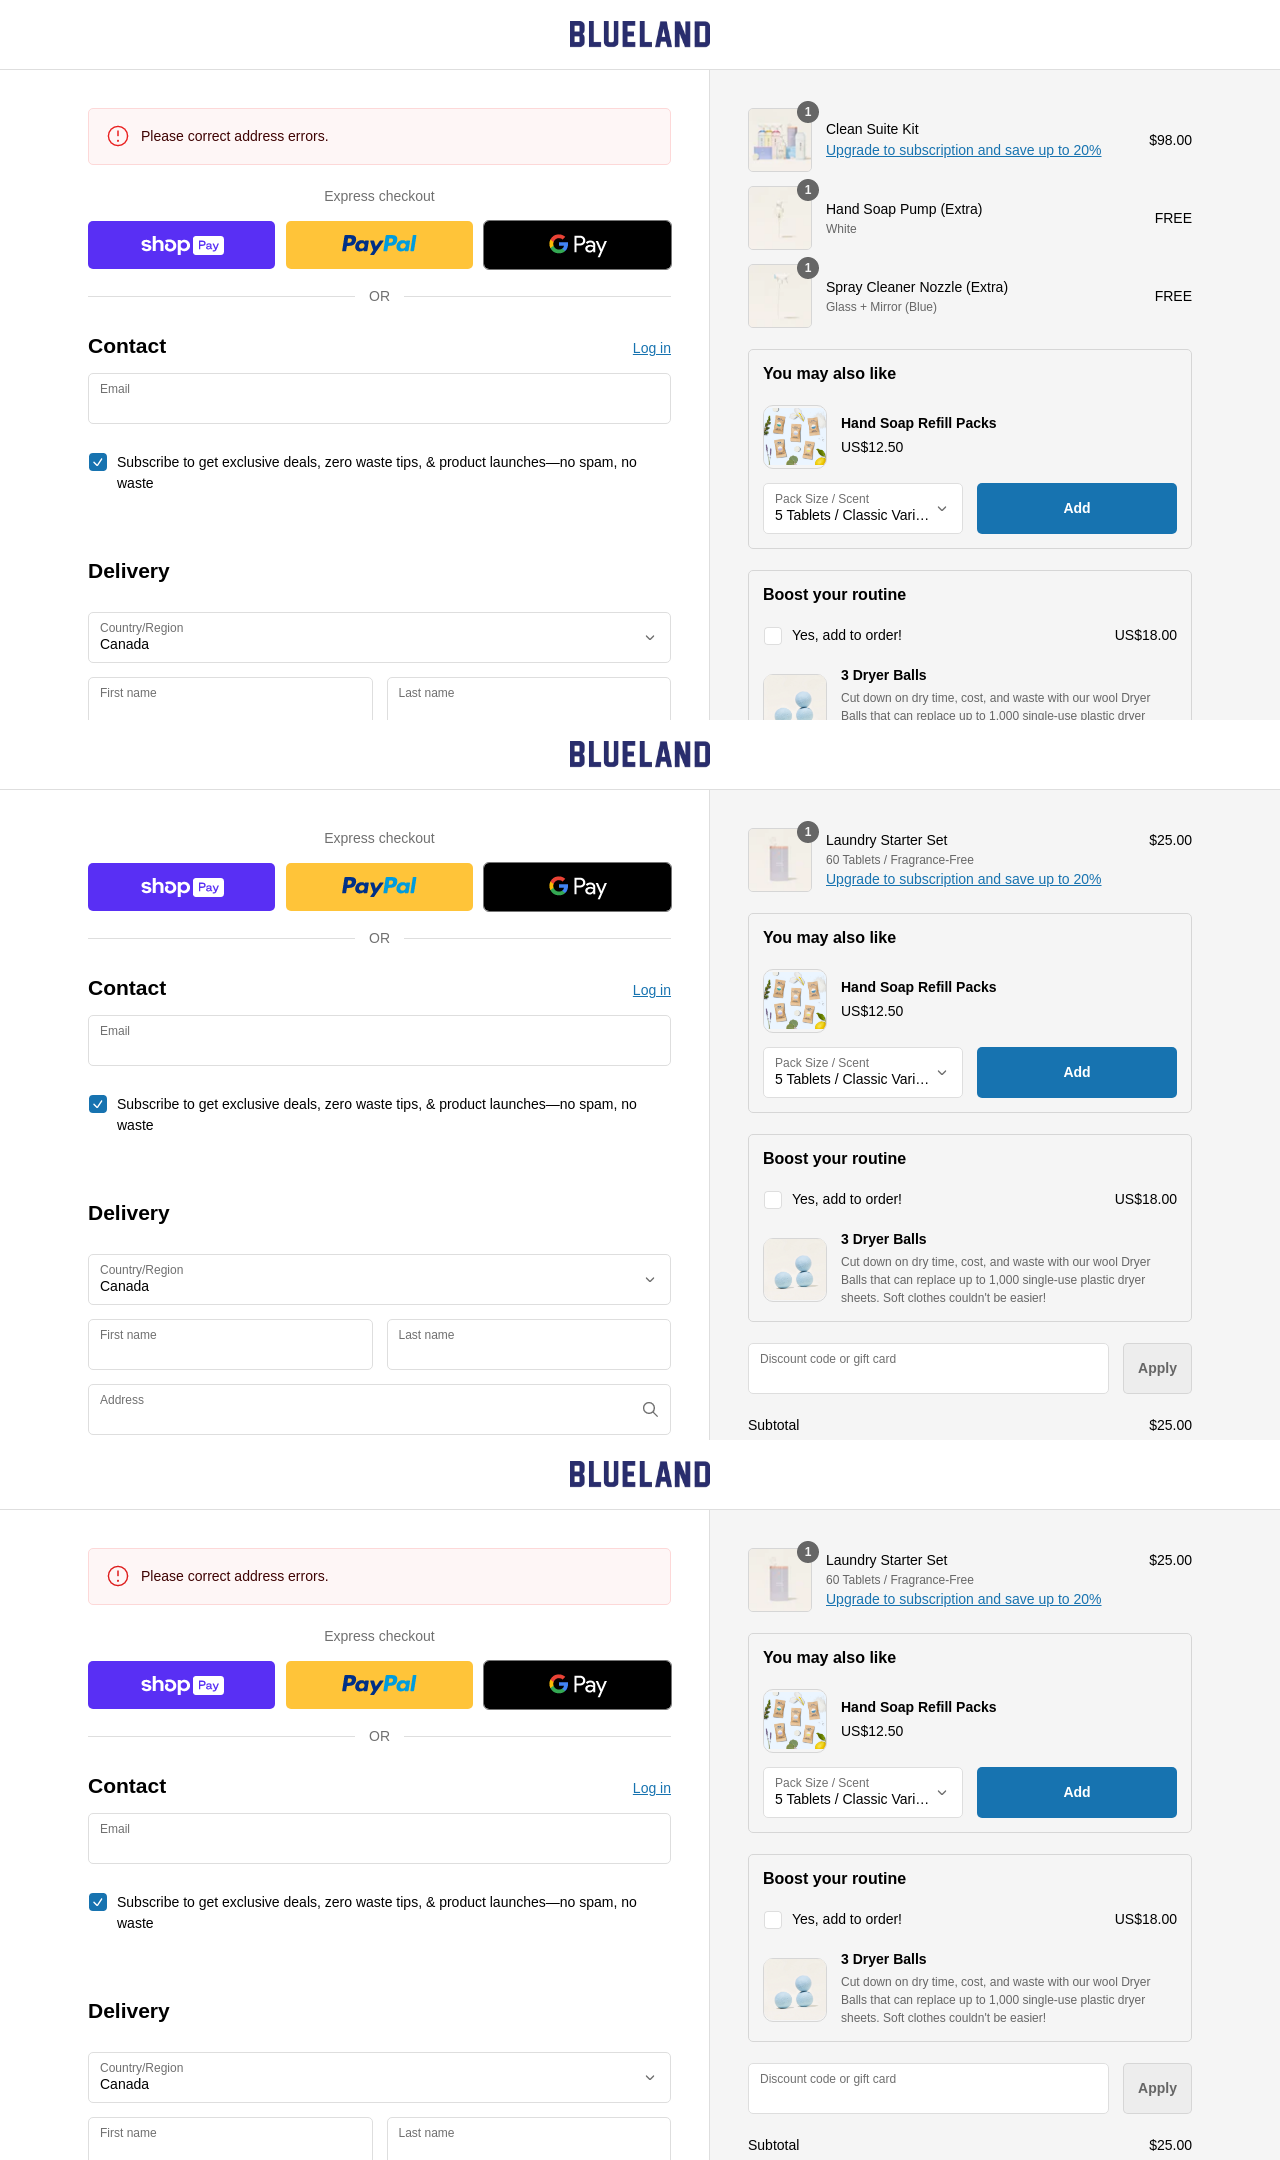 BLUELAND
Please correct address errors.
Express checkout
shop Pay
PayPal
G Pay
OR
Contact
Log in
Email
Subscribe to get exclusive deals, zero waste tips, & product launches—no spam, no
waste
Delivery
Country/Region
Canada
First name
Last name
1
Clean Suite Kit
Upgrade to subscription and save up to 20%
$98.00
1
Hand Soap Pump (Extra)
White
FREE
1
Spray Cleaner Nozzle (Extra)
Glass + Mirror (Blue)
FREE
You may also like
Hand Soap Refill Packs
US$12.50
Pack Size / Scent
5 Tablets / Classic Vari…
Add
Boost your routine
Yes, add to order!
US$18.00
3 Dryer Balls
Cut down on dry time, cost, and waste with our wool Dryer
Balls that can replace up to 1,000 single-use plastic dryer
BLUELAND
Express checkout
shop Pay
PayPal
G Pay
OR
Contact
Log in
Email
Subscribe to get exclusive deals, zero waste tips, & product launches—no spam, no
waste
Delivery
Country/Region
Canada
First name
Last name
Address
1
Laundry Starter Set
$25.00
60 Tablets / Fragrance-Free
Upgrade to subscription and save up to 20%
You may also like
Hand Soap Refill Packs
US$12.50
Pack Size / Scent
5 Tablets / Classic Vari…
Add
Boost your routine
Yes, add to order!
US$18.00
3 Dryer Balls
Cut down on dry time, cost, and waste with our wool Dryer
Balls that can replace up to 1,000 single-use plastic dryer
sheets. Soft clothes couldn't be easier!
Discount code or gift card
Apply
Subtotal
$25.00
BLUELAND
Please correct address errors.
Express checkout
shop Pay
PayPal
G Pay
OR
Contact
Log in
Email
Subscribe to get exclusive deals, zero waste tips, & product launches—no spam, no
waste
Delivery
Country/Region
Canada
First name
Last name
1
Laundry Starter Set
$25.00
60 Tablets / Fragrance-Free
Upgrade to subscription and save up to 20%
You may also like
Hand Soap Refill Packs
US$12.50
Pack Size / Scent
5 Tablets / Classic Vari…
Add
Boost your routine
Yes, add to order!
US$18.00
3 Dryer Balls
Cut down on dry time, cost, and waste with our wool Dryer
Balls that can replace up to 1,000 single-use plastic dryer
sheets. Soft clothes couldn't be easier!
Discount code or gift card
Apply
Subtotal
$25.00